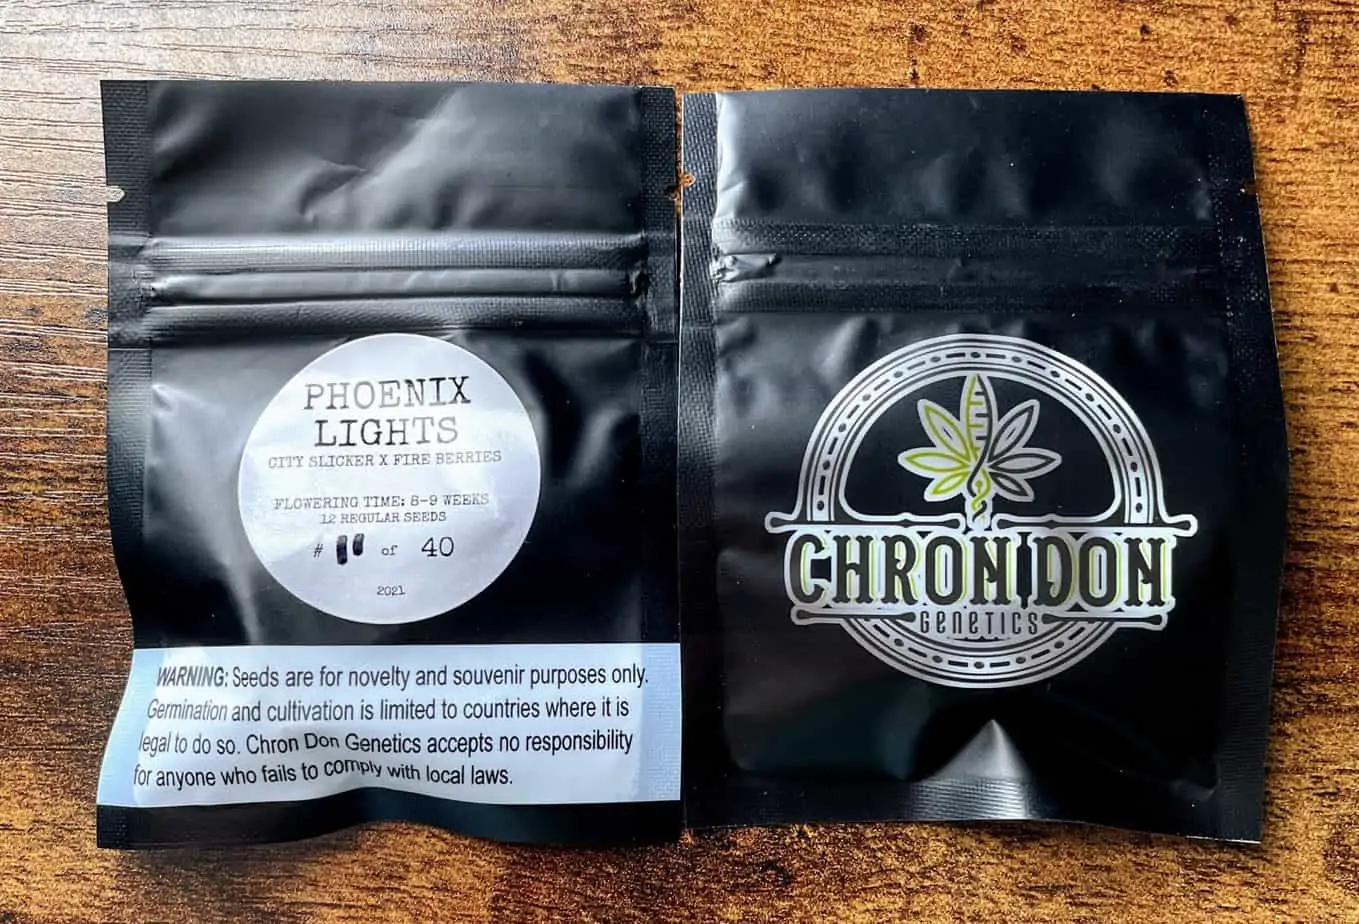 PHOENIX
LIGHTS
CITY SLICKER X FIRE BERRIES
FLOWERING TIME: 8-9 WEEKS
12 REGULAR SEEDS
# 11 of 40
2021
WARNING: Seeds are for novelty and souvenir purposes only.
Germination and cultivation is limited to countries where it is
legal to do so. Chron Don Genetics accepts no responsibility
for anyone who fails to comply with local laws.
CHRON DON
GENETICS